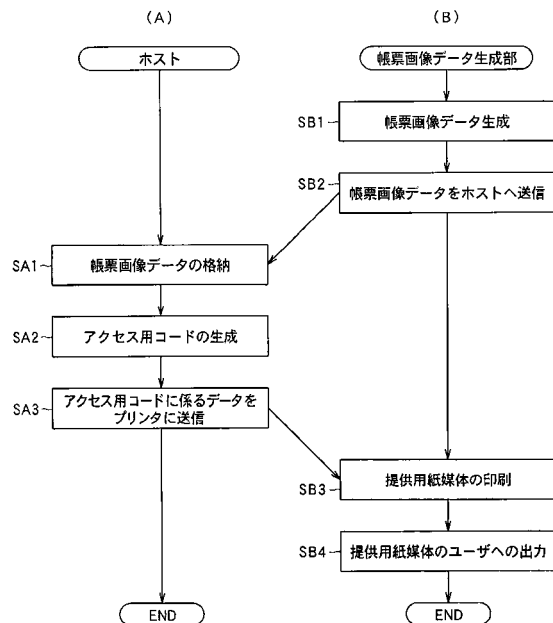 (A)
(B)
ホスト
帳票画像データ生成部
SB1
帳票画像データ生成
SB2
帳票画像データをホストへ送信
SA1
帳票画像データの格納
SA2
アクセス用コードの生成
SA3
アクセス用コードに係るデータを
プリンタに送信
SB3
提供用紙媒体の印刷
SB4
提供用紙媒体のユーザへの出力
END
END